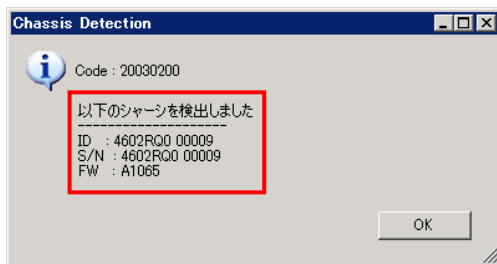 Chassis Detection
Code : 20030200
以下のシャーシを検出しました
--------------------
ID : 4602RQ0 00009
S/N : 4602RQ0 00009
FW : A1065
OK